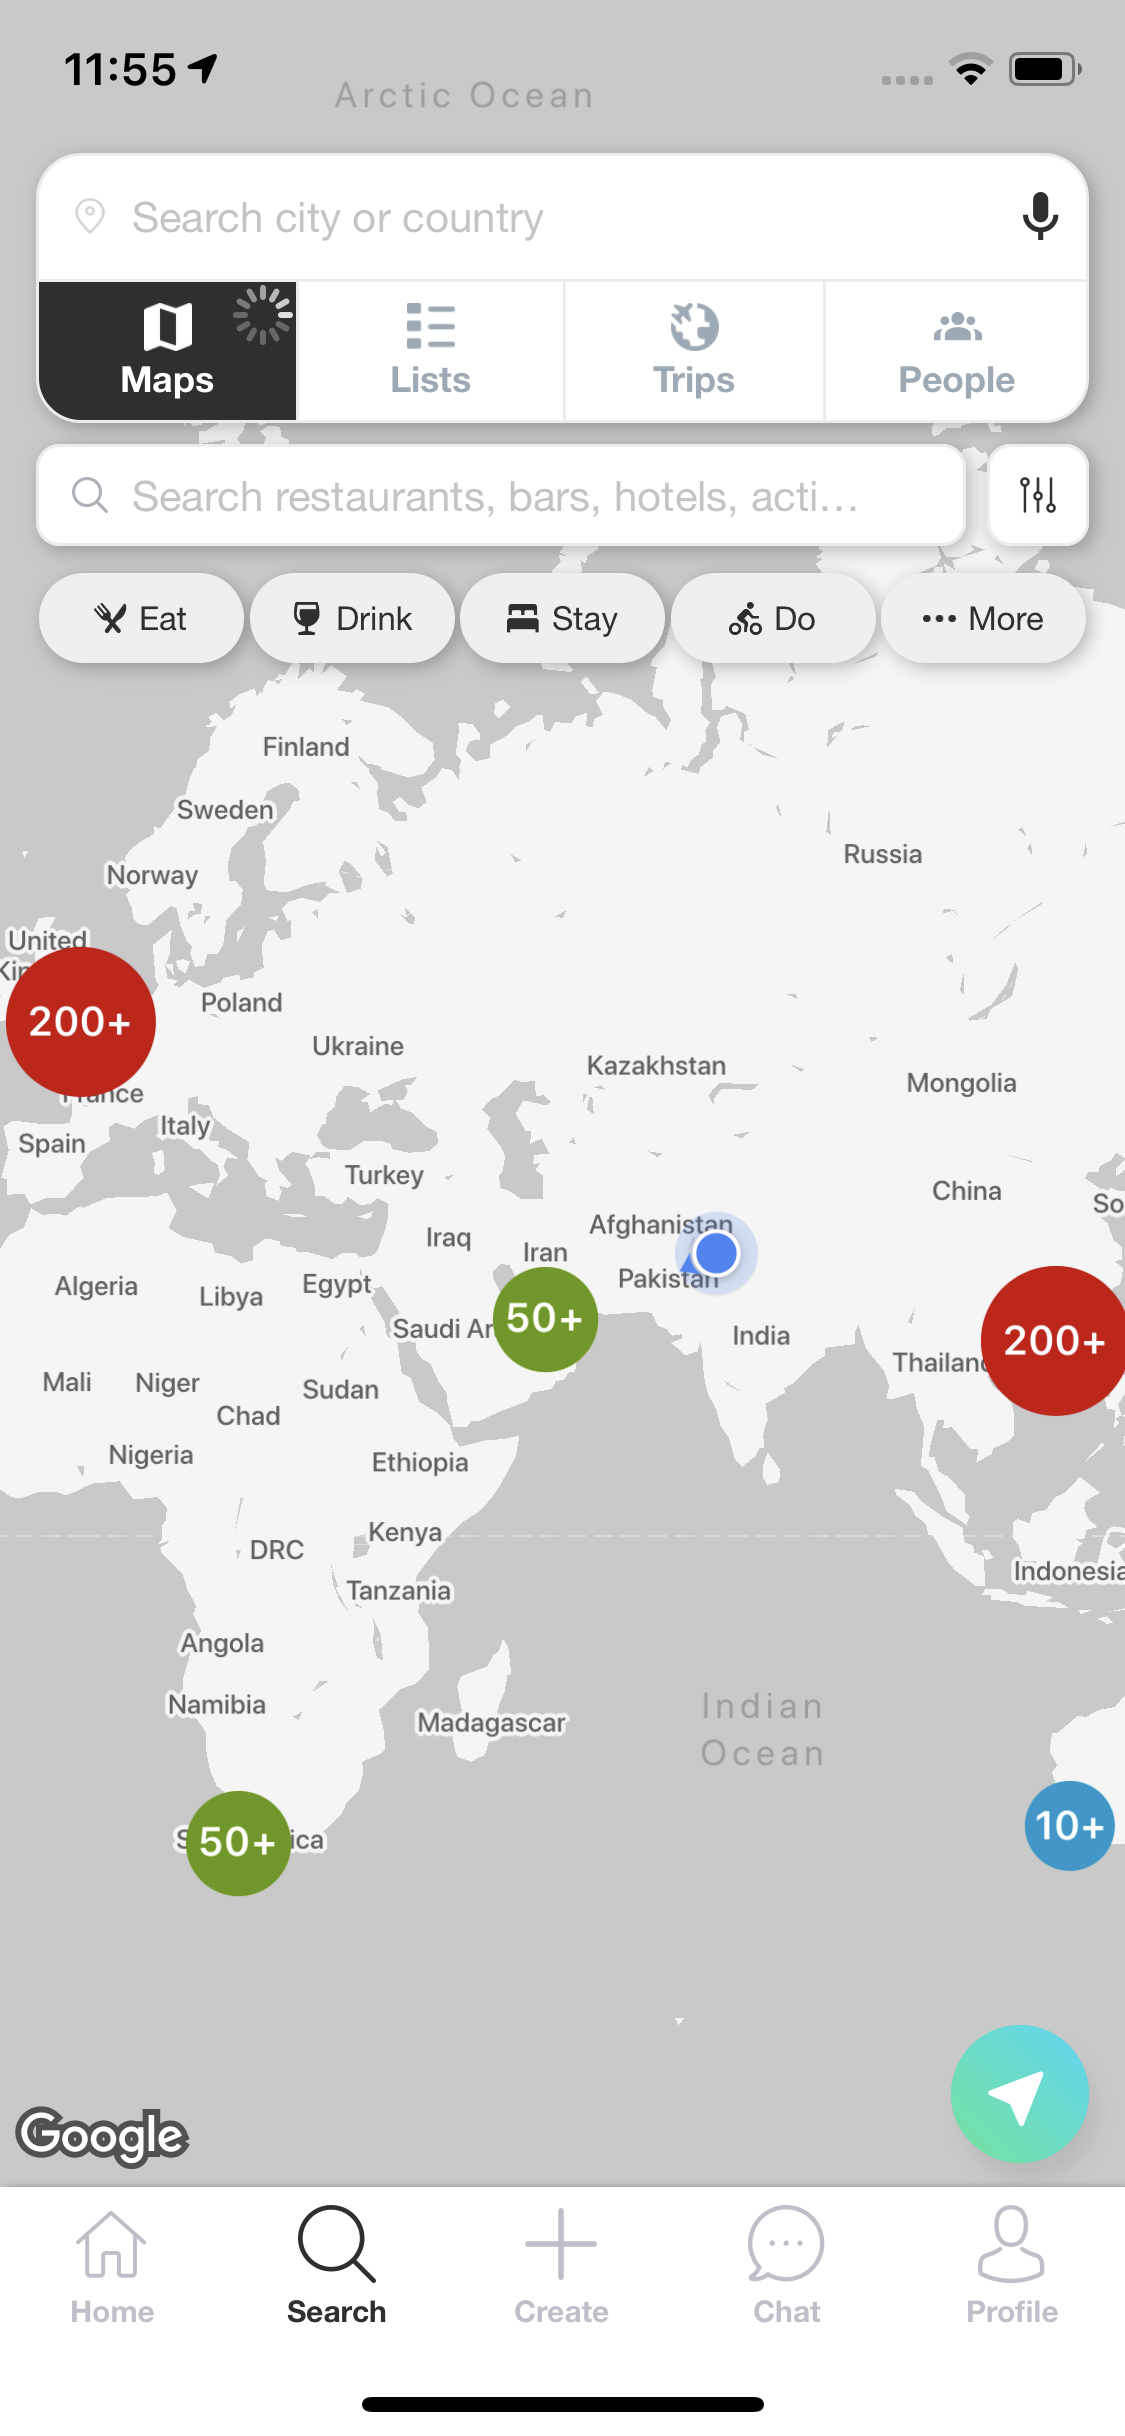 11:55
Arctic Ocean
Search city or country
Maps
Lists
Trips
People
Search restaurants, bars, hotels, acti...
Eat
Drink
Stay
Do
More
Finland
Sweden
Russia
Norway
United
200+
Poland
Ukraine
Kazakhstan
Mongolia
France
Italy
Spain
Turkey
China
So
Afghanistan
Iraq
Iran
Pakistan
Algeria
Libya
Egypt
Saudi Ar
50+
India
200+
Thailand
Mali
Niger
Sudan
Chad
Nigeria
Ethiopia
Kenya
DRC
Indonesia
Tanzania
Angola
Namibia
Madagascar
Indian
Ocean
10+
50+
ica
Google
Home
Search
Create
Chat
Profile